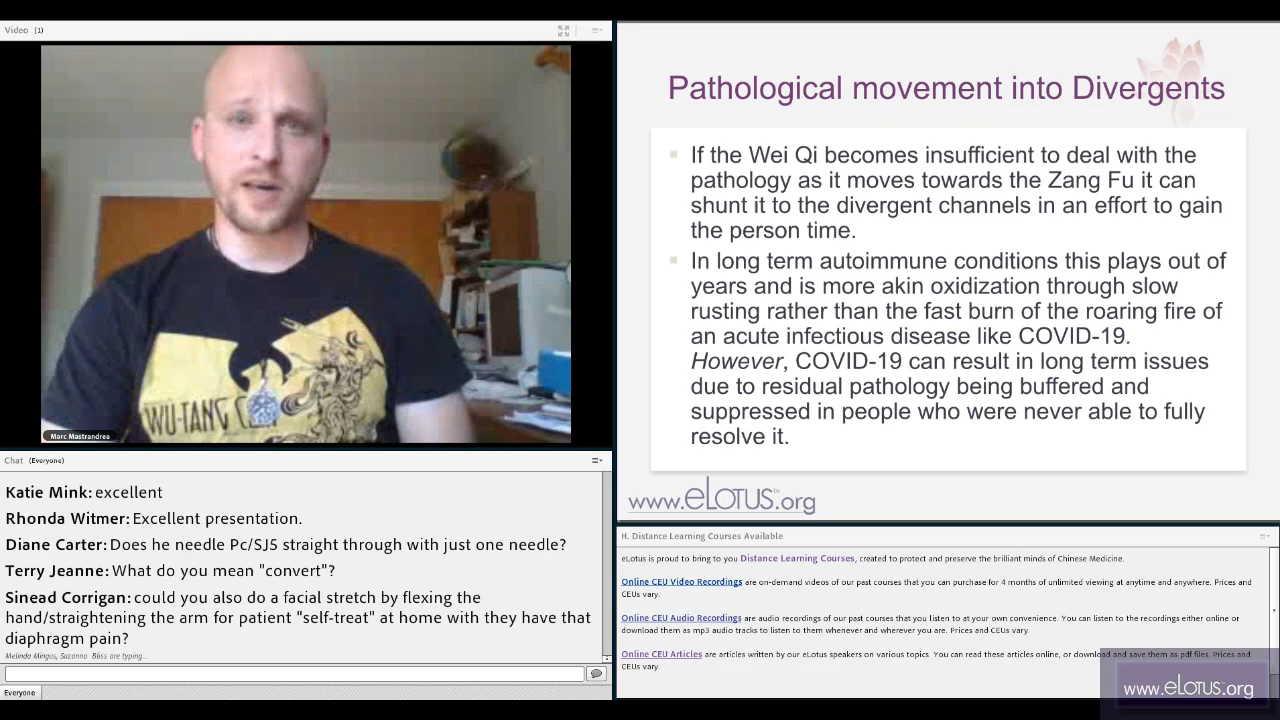 Video (1)
WU-TANG
Marc Mastrandrea
Chat (Everyone)
Katie Mink: excellent
Rhonda Witmer: Excellent presentation.
Diane Carter: Does he needle Pc/SJ5 straight through with just one needle?
Terry Jeanne: What do you mean "convert"?
Sinead Corrigan: could you also do a facial stretch by flexing the
hand/straightening the arm for patient "self-treat" at home with they have that
diaphragm pain?
Melinda Mingus, Suzanna Bliss are typing...
Everyone
Pathological movement into Divergents
If the Wei Qi becomes insufficient to deal with the
pathology as it moves towards the Zang Fu it can
shunt it to the divergent channels in an effort to gain
the person time.
In long term autoimmune conditions this plays out of
years and is more akin oxidization through slow
rusting rather than the fast burn of the roaring fire of
an acute infectious disease like COVID-19.
However, COVID-19 can result in long term issues
due to residual pathology being buffered and
suppressed in people who were never able to fully
resolve it.
www.eLOTUS.org
H. Distance Learning Courses Available
eLotus is proud to bring to you Distance Learning Courses, created to protect and preserve the brilliant minds of Chinese Medicine.
Online CEU Video Recordings are on-demand videos of our past courses that you can purchase for 4 months of unlimited viewing at anytime and anywhere. Prices and
CEUs vary.
Online CEU Audio Recordings are audio recordings of our past courses that you listen to at your own convenience. You can listen to the recordings either online or
download them as mp3 audio tracks to listen to them whenever and wherever you are. Prices and CEUs vary.
Online CEU Articles are articles written by our eLotus speakers on various topics. You can read these articles online, or download and save them as pdf files. Prices and
CEUs vary.
www.eLOTUS.org